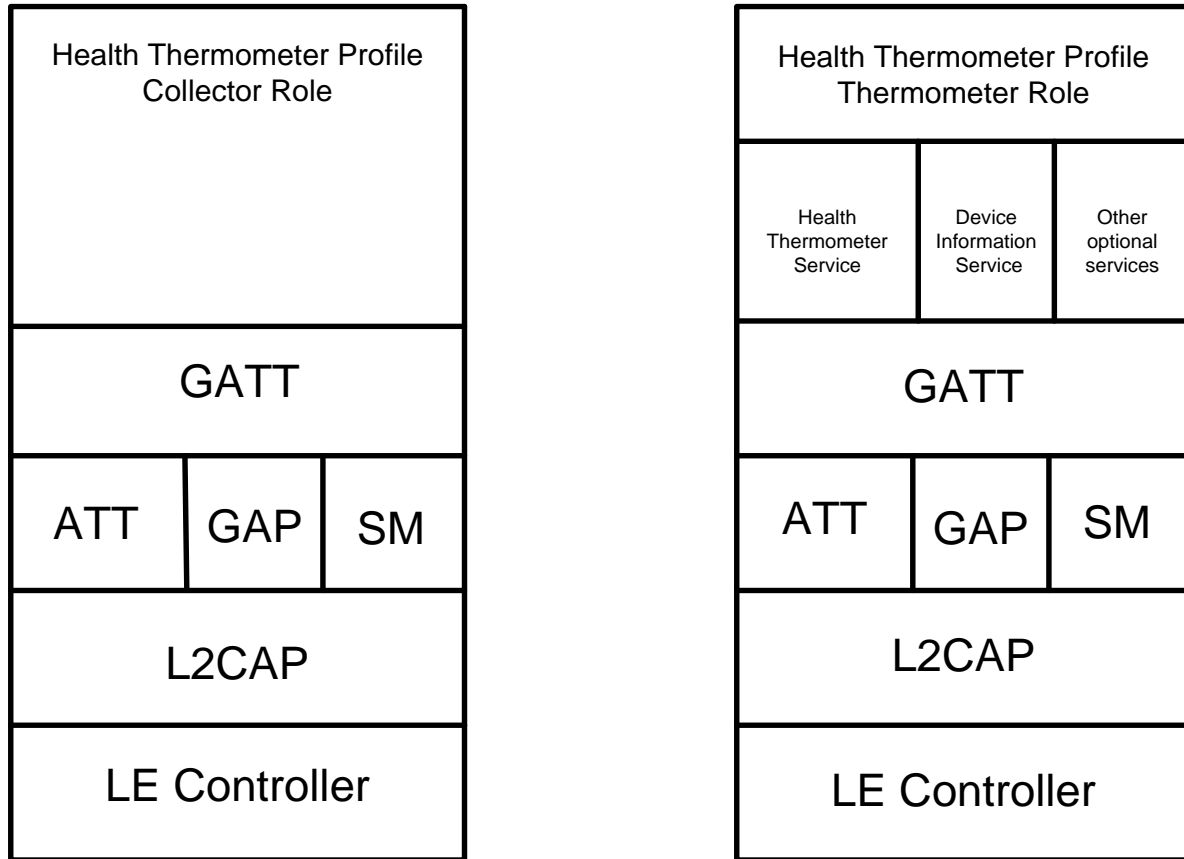 Health Thermometer Profile
Collector Role
GATT
ATT
GAP
SM
L2CAP
LE Controller
Health Thermometer Profile
Thermometer Role
Health
Thermometer
Service
Device
Information
Service
Other
optional
services
GATT
ATT
GAP
SM
L2CAP
LE Controller